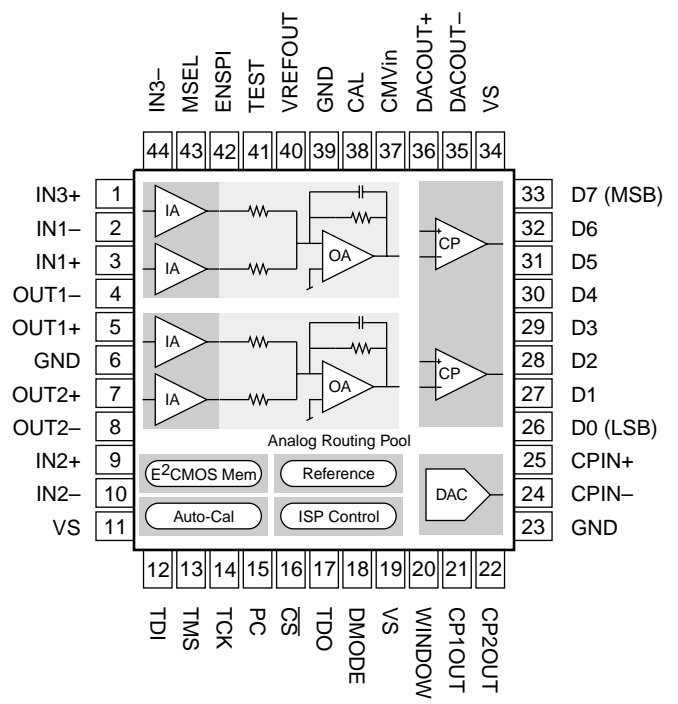 IN3–
MSEL
ENSPI
TEST
VREFOUT
GND
CAL
CMVin
DACOUT+
DACOUT–
VS
44 43 42 41 40 39 38 37 36 35 34
IN3+ 1
IN1– 2
IN1+ 3
OUT1– 4
OUT1+ 5
GND 6
OUT2+ 7
OUT2– 8
IN2+ 9
IN2– 10
VS 11
IA
IA
OA
CP
IA
IA
OA
CP
Analog Routing Pool
E²CMOS Mem
Reference
Auto-Cal
ISP Control
DAC
33 D7 (MSB)
32 D6
31 D5
30 D4
29 D3
28 D2
27 D1
26 D0 (LSB)
25 CPIN+
24 CPIN–
23 GND
12 13 14 15 16 17 18 19 20 21 22
TDI
TMS
TCK
PC
CS
TDO
DMODE
VS
WINDOW
CP1OUT
CP2OUT